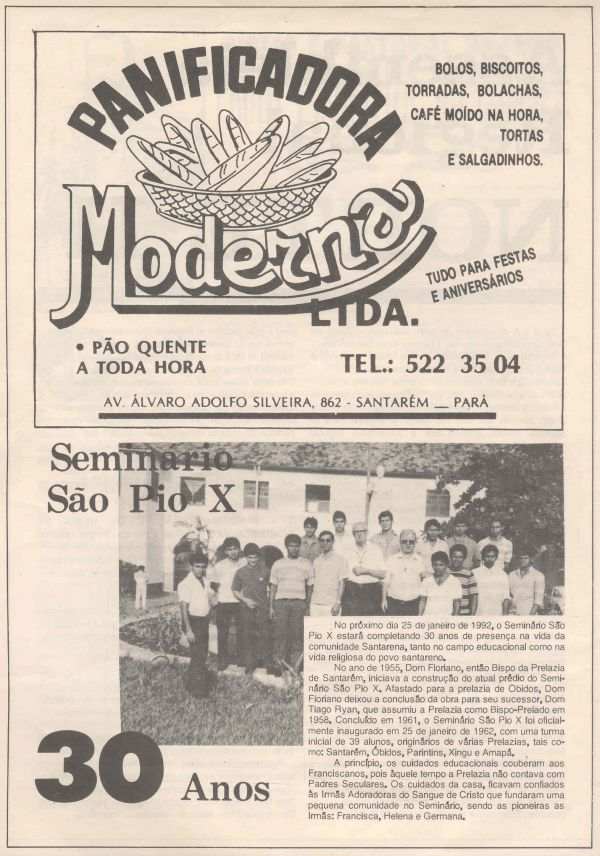 PANIFICADORA
Moderna
LTDA.
BOLOS, BISCOITOS,
TORRADAS, BOLACHAS,
CAFÉ MOÍDO NA HORA,
TORTAS
E SALGADINHOS.
TUDO PARA FESTAS
E ANIVERSÁRIOS
• PÃO QUENTE
A TODA HORA
TEL.: 522 35 04
AV. ÁLVARO ADOLFO SILVEIRA, 862 - SANTARÉM __ PARÁ
Seminário
São Pio X
No próximo dia 25 de janeiro de 1992, o Seminário São
Pio X estará completando 30 anos de presença na vida da
comunidade Santarena, tanto no campo educacional como na
vida religiosa do povo santareno.
No ano de 1955, Dom Floriano, então Bispo da Prelazia
de Santarém, iniciava a construção do atual prédio do Semi-
nário São Pio X. Afastado para a prelazia de Óbidos, Dom
Floriano deixou a conclusão da obra para seu sucessor, Dom
Tiago Ryan, que assumiu a Prelazia como Bispo-Prelado em
1958. Concluído em 1961, o Seminário São Pio X foi oficial-
mente inaugurado em 25 de janeiro de 1962, com uma turma
inicial de 39 alunos, originários de várias Prelazias, tais co-
mo: Santarém, Óbidos, Parintins, Xingu e Amapá.
A princípio, os cuidados educacionais couberam aos
Franciscanos, pois àquele tempo a Prelazia não contava com
Padres Seculares. Os cuidados da casa, ficavam confiados
às Irmãs Adoradoras do Sangue de Cristo que fundaram uma
pequena comunidade no Seminário, sendo as pioneiras as
Irmãs: Francisca, Helena e Germana.
30 Anos